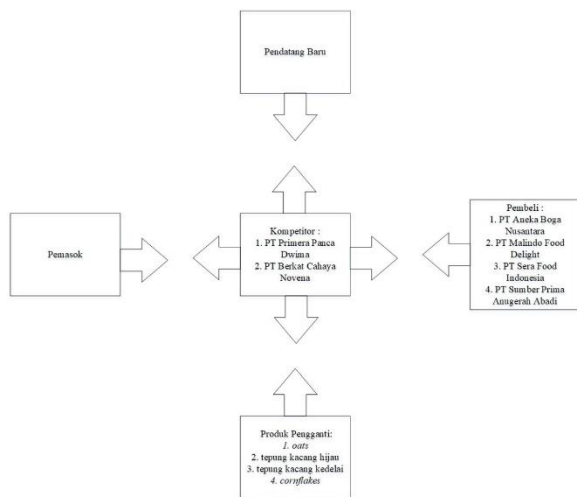 Pendatang Baru
Pemasok
Kompetitor :
1. PT Primera Panca
Dwima
2. PT Berkat Cahaya
Novena
Pembeli :
1. PT Aneka Boga
Nusantara
2. PT Malindo Food
Delight
3. PT Sera Food
Indonesia
4. PT Sumber Prima
Anugerah Abadi
Produk Pengganti:
1. oats
2. tepung kacang hijau
3. tepung kacang kedelai
4. cornflakes